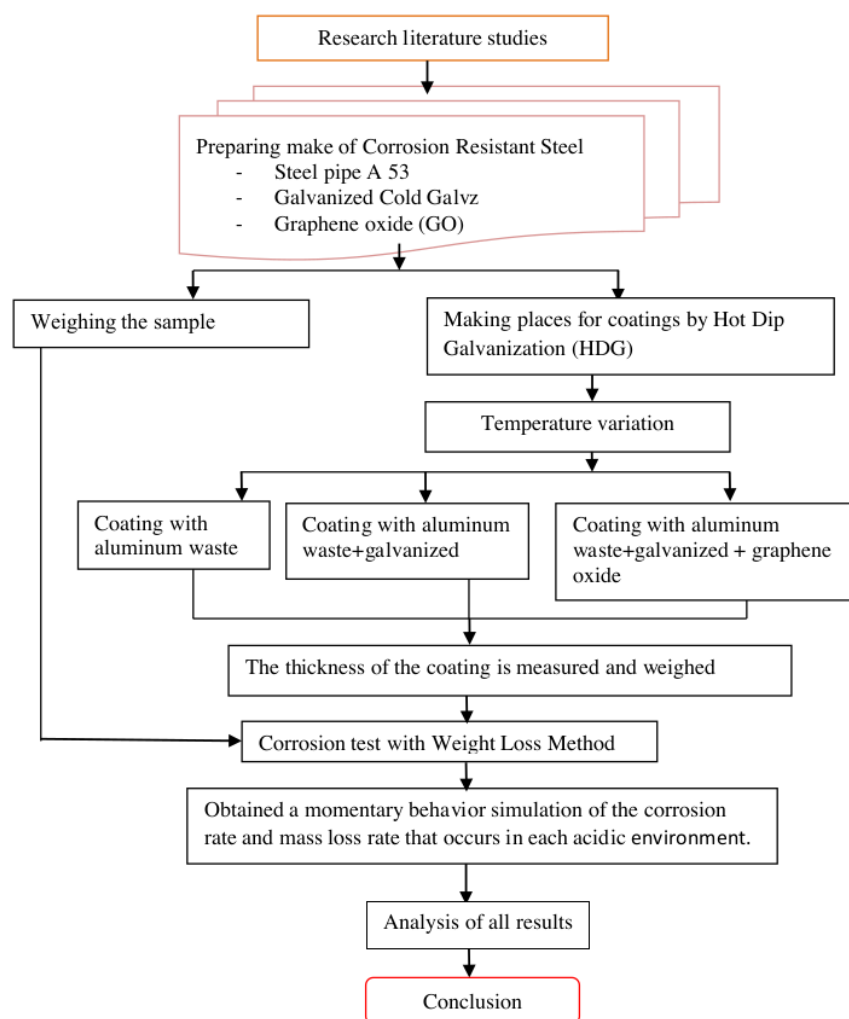 Research literature studies
Preparing make of Corrosion Resistant Steel
- Steel pipe A 53
- Galvanized Cold Galvz
- Graphene oxide (GO)
Weighing the sample
Making places for coatings by Hot Dip
Galvanization (HDG)
Temperature variation
Coating with
aluminum waste
Coating with aluminum
waste+galvanized
Coating with aluminum
waste+galvanized + graphene
oxide
The thickness of the coating is measured and weighed
Corrosion test with Weight Loss Method
Obtained a momentary behavior simulation of the corrosion
rate and mass loss rate that occurs in each acidic environment.
Analysis of all results
Conclusion